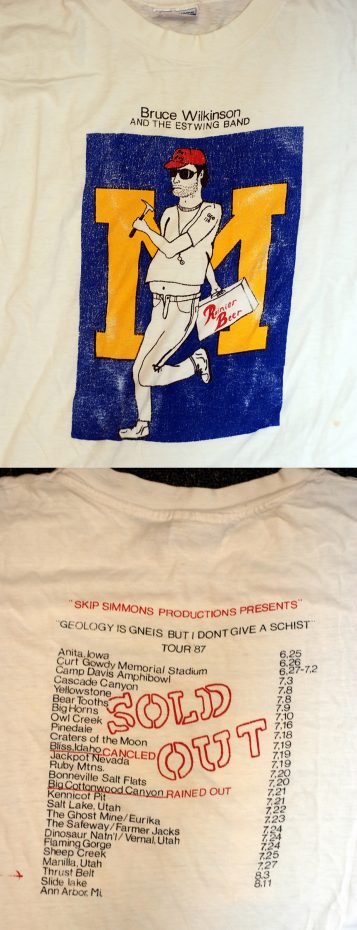 Bruce Wilkinson
AND THE ESTWING BAND
M
Rainier
Beer
"SKIP SIMMONS PRODUCTIONS PRESENTS"
"GEOLOGY IS GNEIS BUT I DONT GIVE A SCHIST"
TOUR 87
Anita, Iowa 6.25
Curt Gowdy Memorial Stadium 6.26
Camp Davis Amphibowl 6.27-7.2
Cascade Canyon 7.3
Yellowstone 7.8
Bear Tooths 7.8
Big Horns 7.9
Owl Creek 7.10
Pinedale 7.16
Craters of the Moon 7.18
Bliss, Idaho CANCLED 7.19
Jackpot Nevada 7.19
Ruby Mtns. 7.19
Bonneville Salt Flats 7.20
Big Cottonwood Canyon RAINED OUT 7.20
Kennicot Pit 7.21
Salt Lake, Utah 7.21
The Ghost Mine / Eurika 7.22
The Safeway / Farmer Jacks 7.23
Dinosaur Natn'l / Vernal, Utah 7.24
Flaming Gorge 7.24
Sheep Creek 7.24
Manilla, Utah 7.25
Thrust Belt 7.27
Slide lake 8.3
Ann Arbor, Mi. 8.11
SOLD
OUT